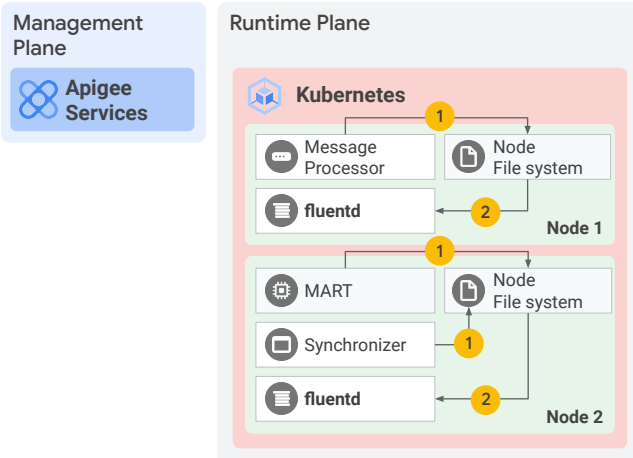 Management
Plane
Apigee
Services
Runtime Plane
Kubernetes
1
Message
Processor
Node
File system
fluentd
2
Node 1
1
MART
Node
File system
Synchronizer
1
fluentd
2
Node 2